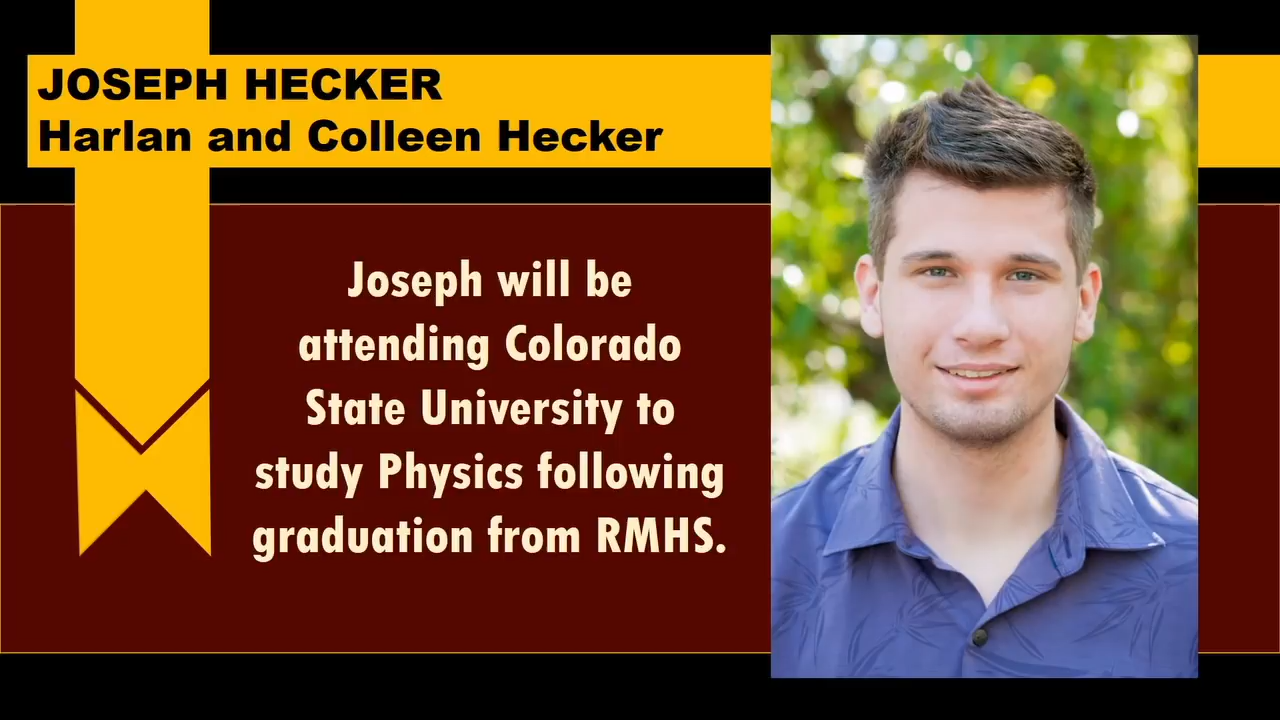 JOSEPH HECKER
Harlan and Colleen Hecker
Joseph will be
attending Colorado
State University to
study Physics following
graduation from RMHS.